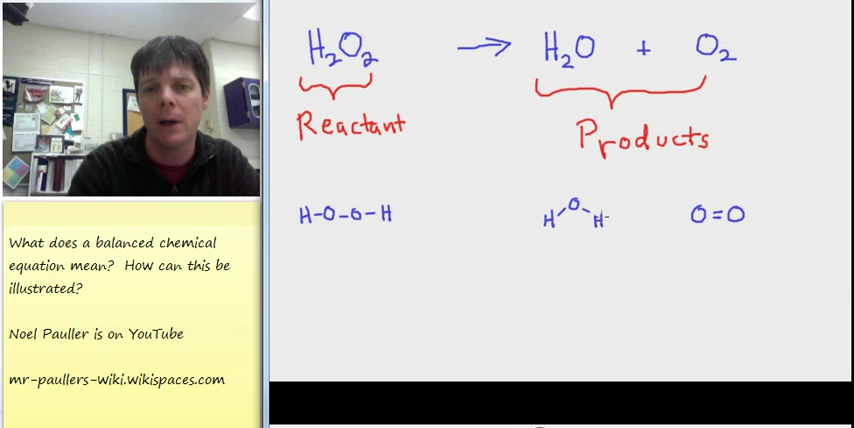 H₂O₂ → H₂O + O₂
Reactant
Products
H-O-O-H
H O H
O=O
What does a balanced chemical
equation mean? How can this be
illustrated?
Noel Pauller is on YouTube
mr-paullers-wiki.wikispaces.com